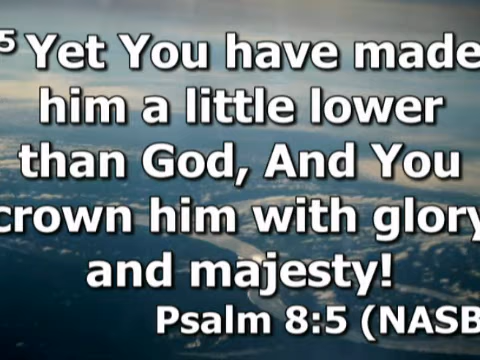 5 Yet You have made
him a little lower
than God, And You
crown him with glory
and majesty!
Psalm 8:5 (NASB